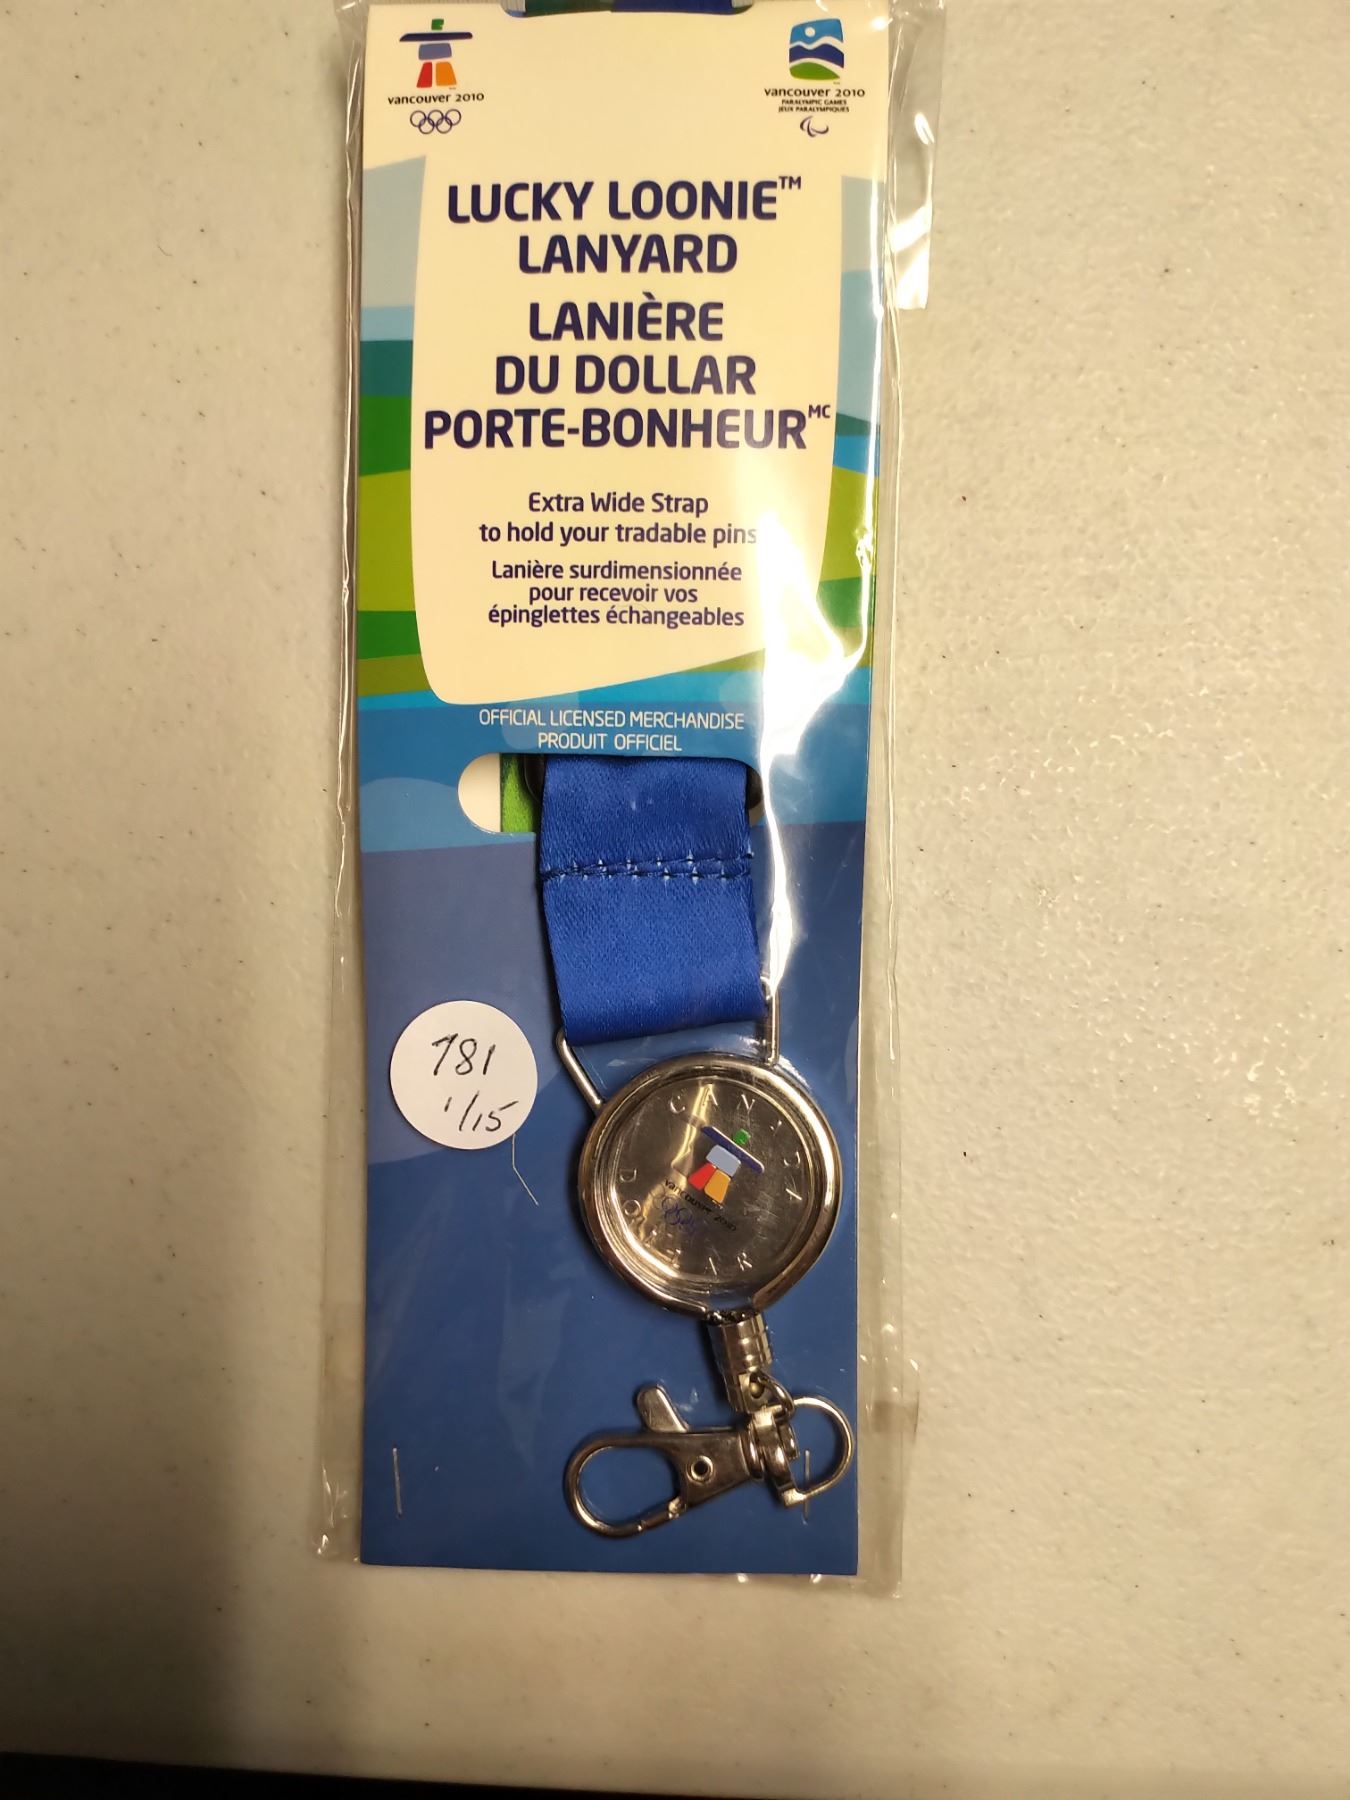 vancouver 2010
vancouver 2010
PARALYMPIC GAMES
JEUX PARALYMPIQUES
LUCKY LOONIE™
LANYARD
LANIÈRE
DU DOLLAR
PORTE-BONHEUR MC
Extra Wide Strap
to hold your tradable pins
Lanière surdimensionnée
pour recevoir vos
épinglettes échangeables
OFFICIAL LICENSED MERCHANDISE
PRODUIT OFFICIEL
781
1/15
CANADA
vancouver 2010
DOLLAR